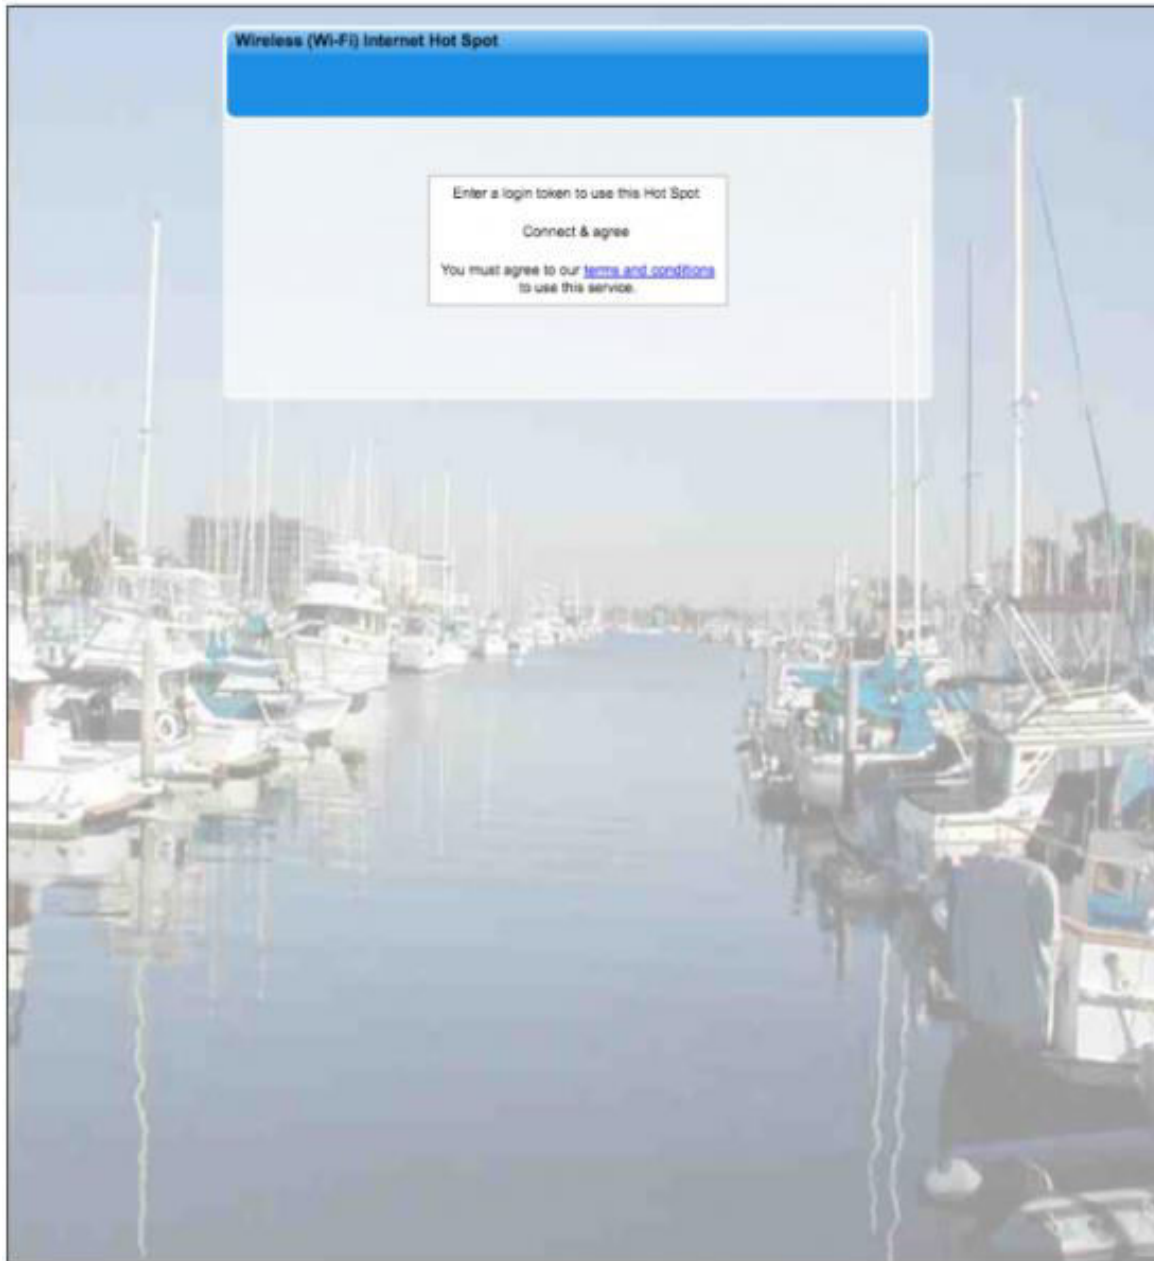 Wireless (Wi-Fi) Internet Hot Spot
Enter a login token to use this Hot Spot
Connect & agree
You must agree to our terms and conditions
to use this service.